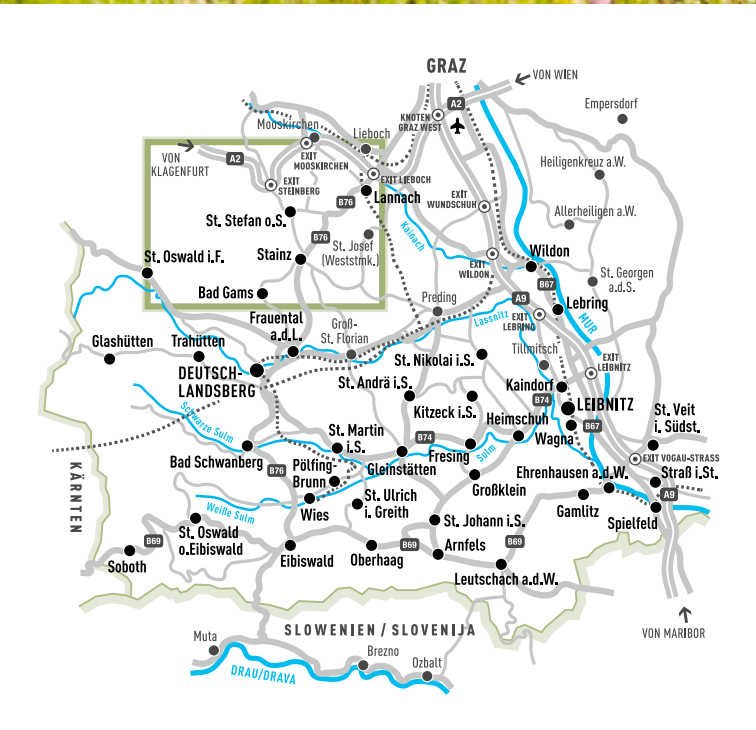 GRAZ
VON WIEN
A2
KNOTEN
GRAZ WEST
Empersdorf
Mooskirchen
Lieboch
VON
KLAGENFURT
A2
EXIT
MOOSKIRCHEN
EXIT
STEINBERG
EXIT LIEBOCH
Heiligenkreuz a.W.
B76
Lannach
EXIT
WUNDSCHUH
Allerheiligen a.W.
St. Stefan o.S.
B76
Kainach
St. Josef
(Weststmk.)
St. Oswald i.F.
Stainz
EXIT
WILDON
Wildon
B67
St. Georgen
a.d.S.
Bad Gams
Preding
A9
Lebring
Frauental
a.d.L.
Groß-
St. Florian
Lassnitz
EXIT
LEBRING
MUR
Glashütten
Trahütten
St. Nikolai i.S.
Tillmitsch
EXIT
LEIBNITZ
DEUTSCH-
LANDSBERG
St. Andrä i.S.
Kaindorf
B74
LEIBNITZ
Kitzeck i.S.
Heimschuh
St. Veit
i. Südst.
Schwarze Sulm
St. Martin
i.S.
B74
Wagna
B67
Bad Schwanberg
B76
Pölfing-
Brunn
Gleinstätten
Fresing
Sulm
EXIT VOGAU-STRASS
Ehrenhausen a.d.W.
Straß i.St.
Großklein
A9
KÄRNTEN
Weiße Sulm
Wies
St. Ulrich
i. Greith
Gamlitz
Spielfeld
St. Oswald
o.Eibiswald
St. Johann i.S.
B69
Soboth
Eibiswald
Oberhaag
B69
Arnfels
B69
Leutschach a.d.W.
SLOWENIEN / SLOVENIJA
VON MARIBOR
Muta
Brezno
Ozbalt
DRAU/DRAVA